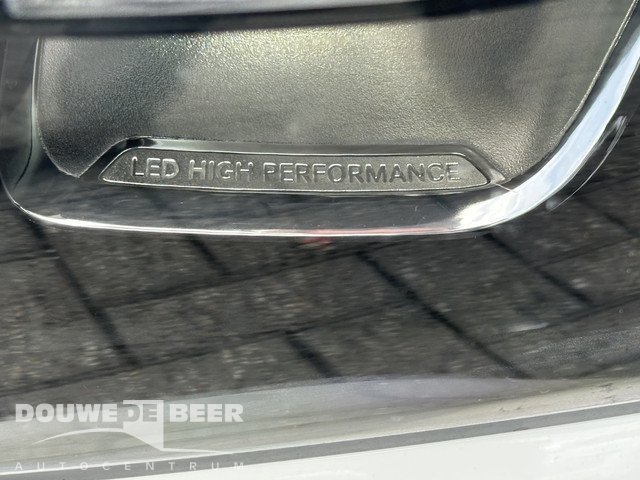 LED HIGH PERFORMANCE
DOUWE DE BEER
AUTOCENTRUM